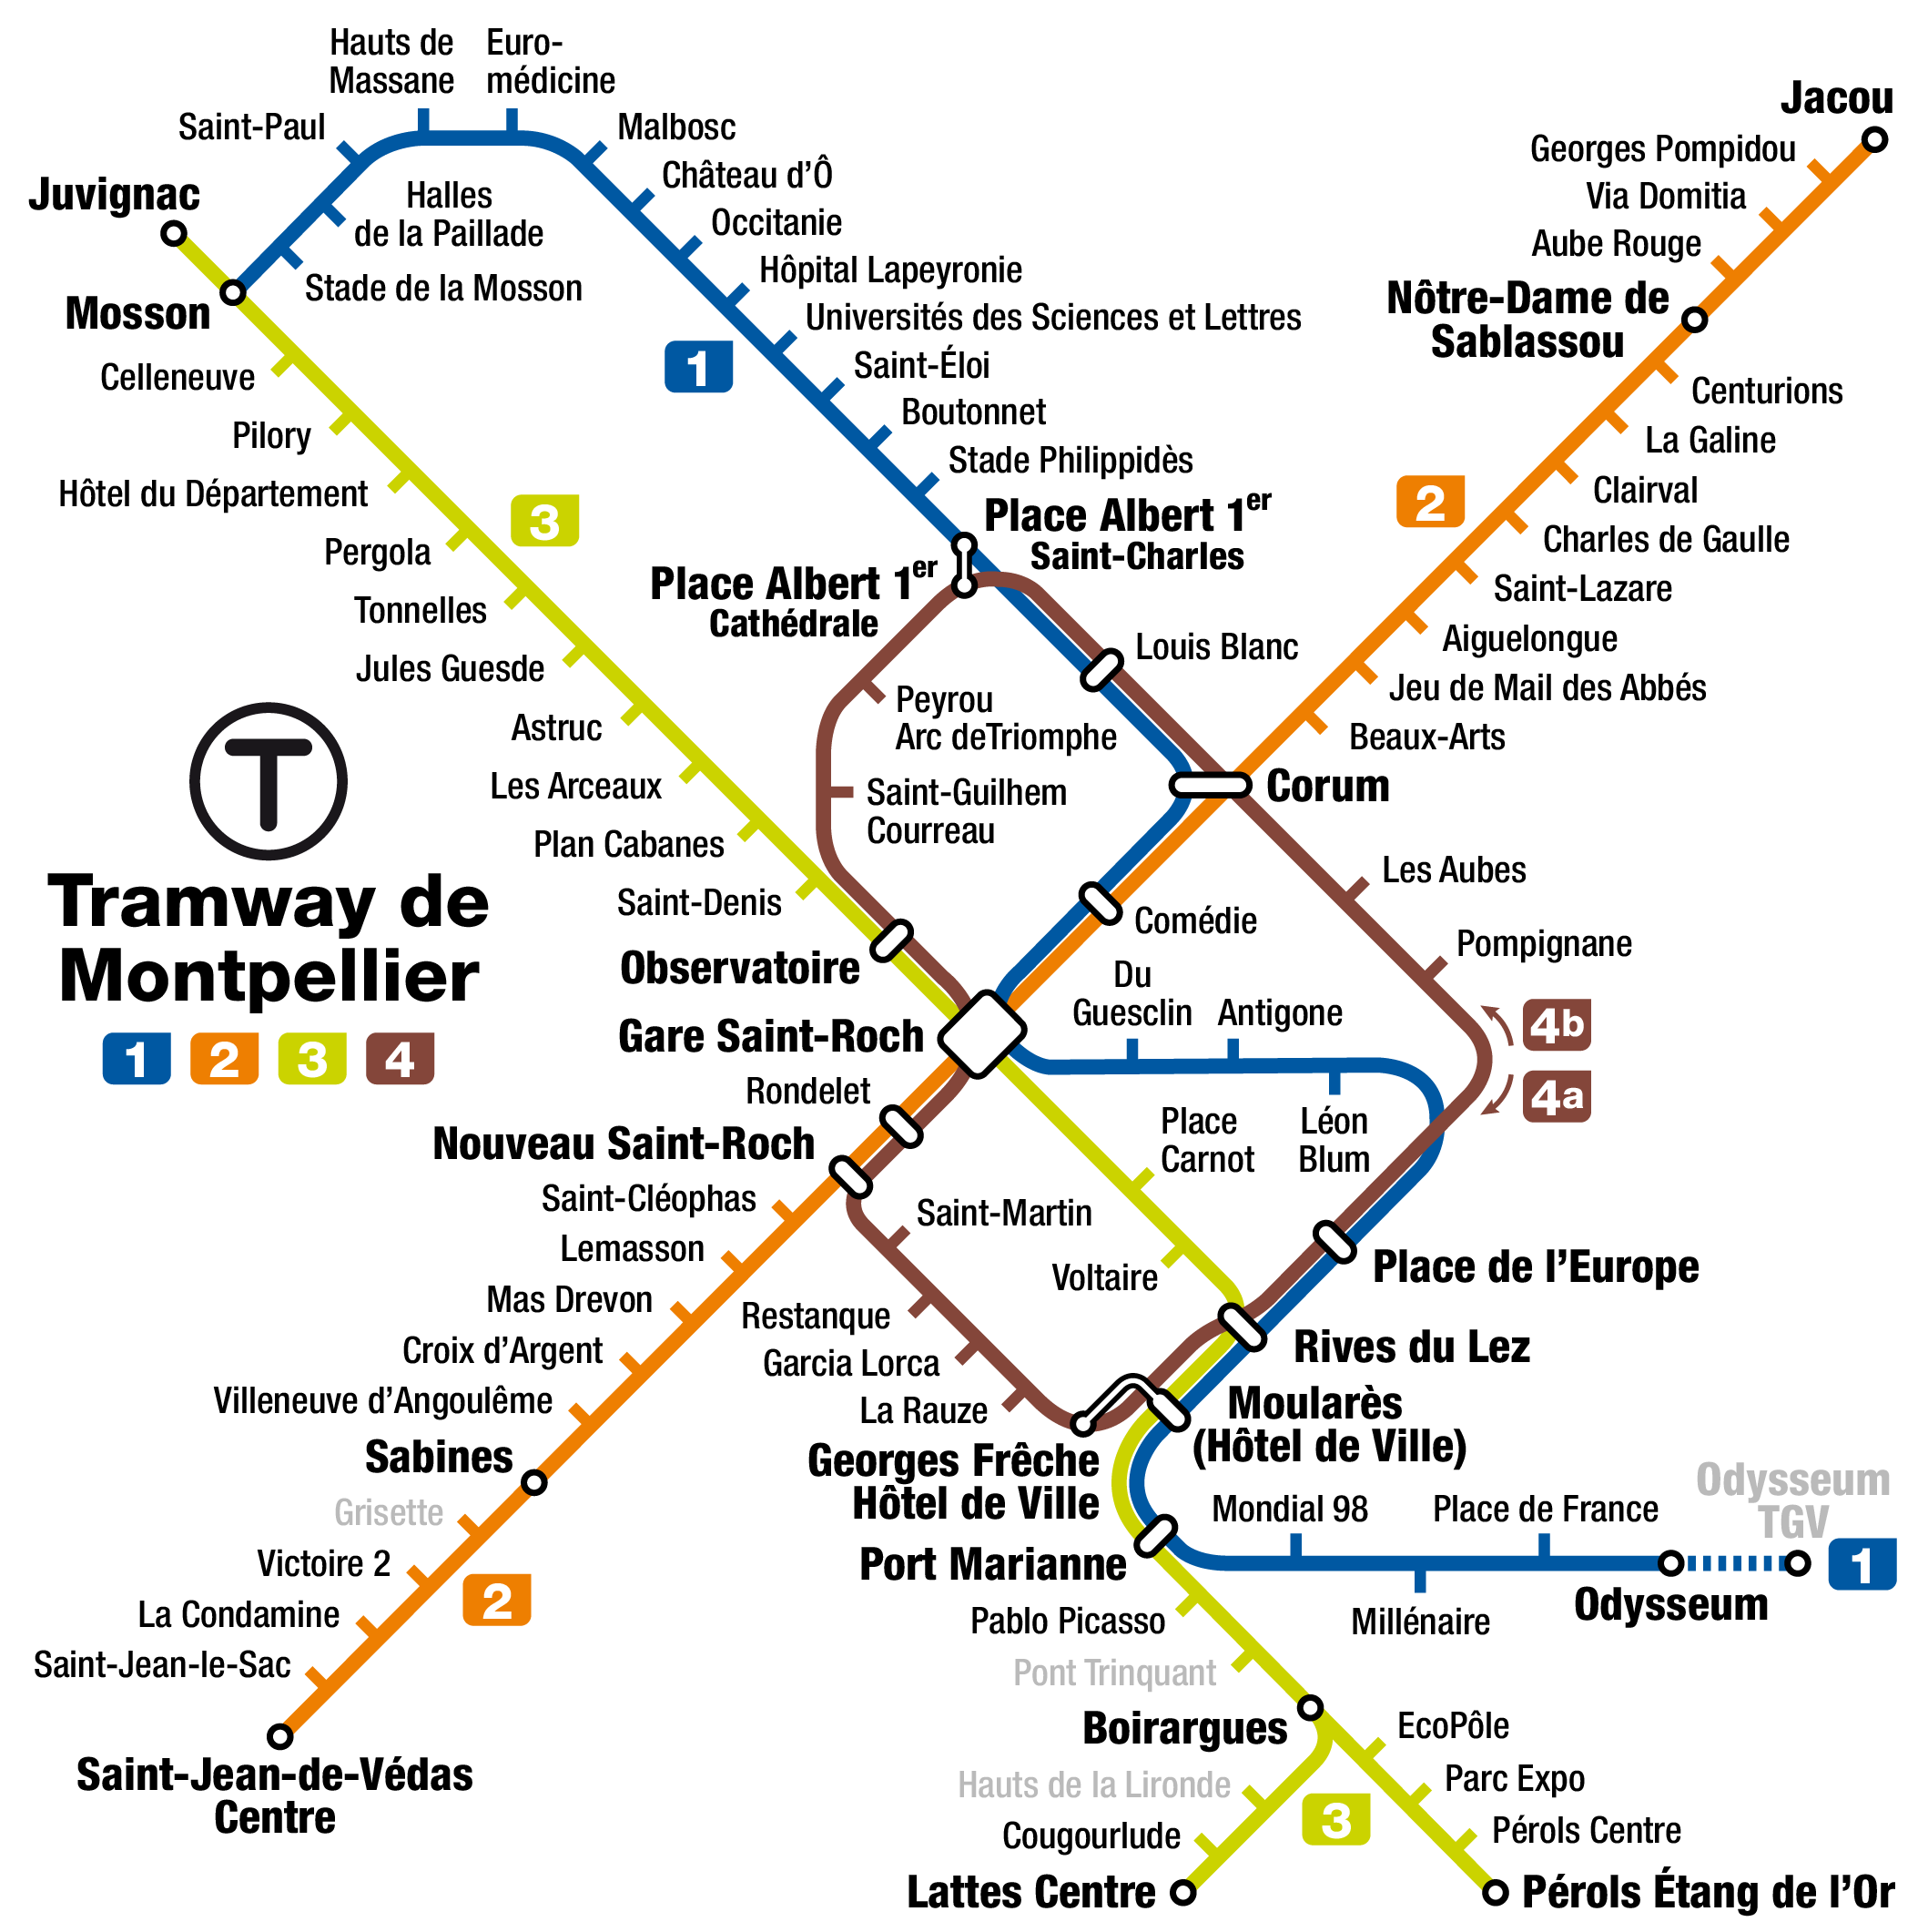 Hauts de
Massane
Euro-
médicine
Saint-Paul
Malbosc
Jacou
Georges Pompidou
Château d'Ô
Juvignac
Halles
de la Paillade
Via Domitia
Occitanie
Aube Rouge
Hôpital Lapeyronie
Stade de la Mosson
Mosson
Nôtre-Dame de
Sablassou
Universités des Sciences et Lettres
1
Saint-Éloi
Celleneuve
Centurions
Boutonnet
Pilory
La Galine
Stade Philippidès
Hôtel du Département
Clairval
2
3
Place Albert 1er
Saint-Charles
Charles de Gaulle
Pergola
Place Albert 1er
Cathédrale
Saint-Lazare
Tonnelles
Aiguelongue
Louis Blanc
Jules Guesde
Jeu de Mail des Abbés
Peyrou
Arc deTriomphe
Astruc
Beaux-Arts
T
Les Arceaux
Saint-Guilhem
Courreau
Corum
Plan Cabanes
Les Aubes
Saint-Denis
Tramway de
Montpellier
1 2 3 4
Comédie
Pompignane
Observatoire
Du
Guesclin
Antigone
4b
4a
Gare Saint-Roch
Rondelet
Place
Carnot
Léon
Blum
Nouveau Saint-Roch
Saint-Cléophas
Saint-Martin
Lemasson
Voltaire
Place de l'Europe
Mas Drevon
Restanque
Rives du Lez
Croix d'Argent
Garcia Lorca
Villeneuve d'Angoulême
La Rauze
Moularès
(Hôtel de Ville)
Sabines
Georges Frêche
Hôtel de Ville
Grisette
Mondial 98
Place de France
Odysseum
TGV
1
Victoire 2
Port Marianne
2
Odysseum
La Condamine
Pablo Picasso
Millénaire
Saint-Jean-le-Sac
Pont Trinquant
Boirargues
EcoPôle
Saint-Jean-de-Védas
Centre
Hauts de la Lironde
Parc Expo
3
Cougourlude
Pérols Centre
Lattes Centre
Pérols Étang de l'Or